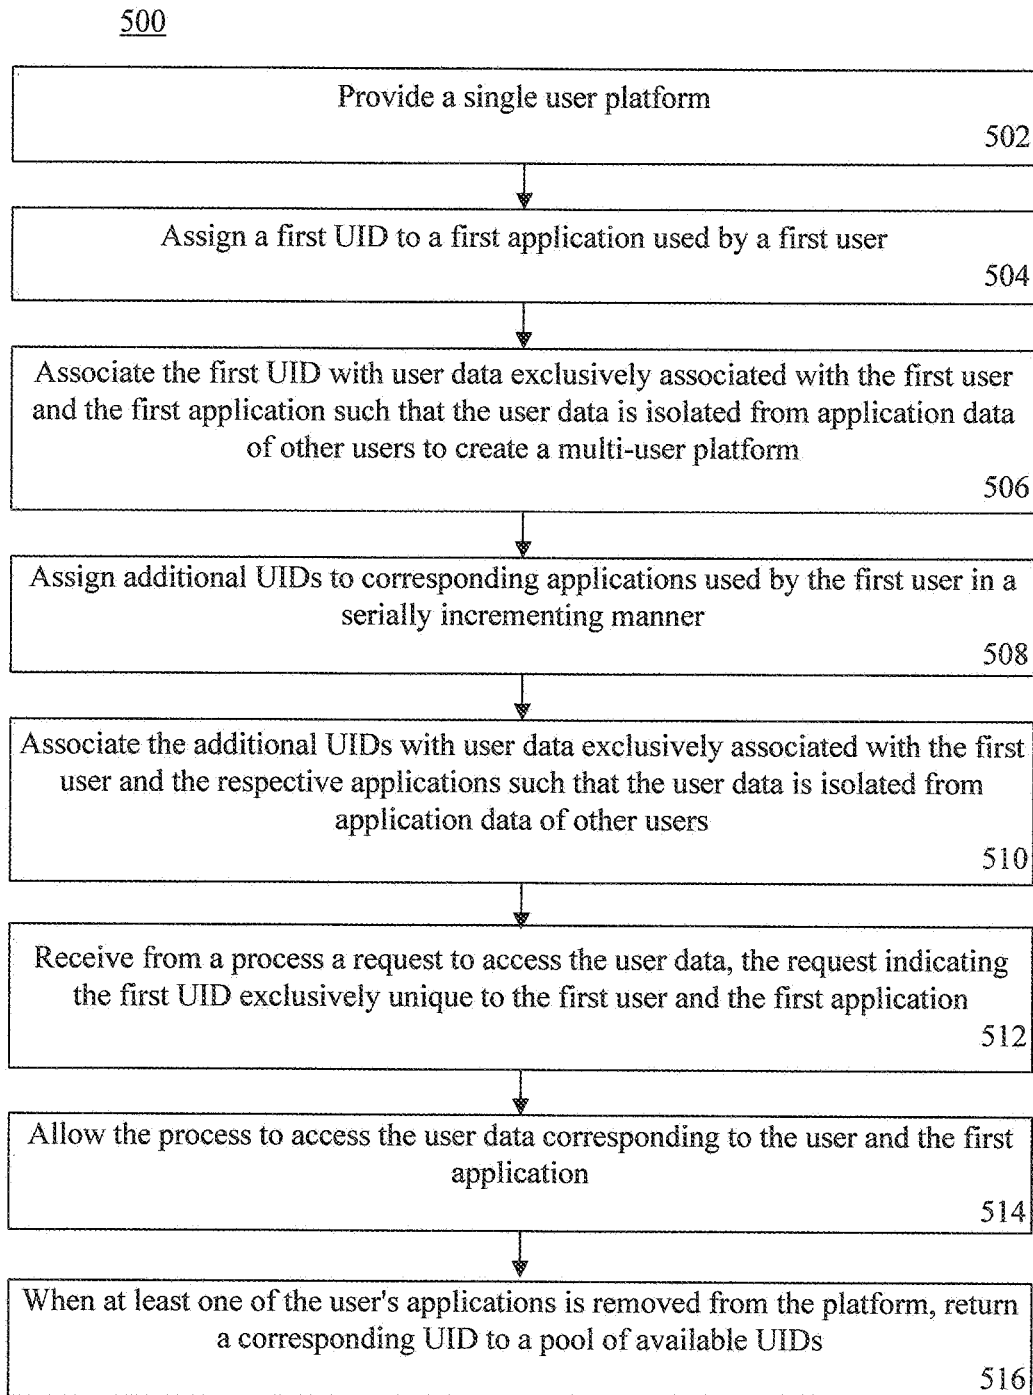 500
Provide a single user platform
502
Assign a first UID to a first application used by a first user
504
Associate the first UID with user data exclusively associated with the first user
and the first application such that the user data is isolated from application data
of other users to create a multi-user platform
506
Assign additional UIDs to corresponding applications used by the first user in a
serially incrementing manner
508
Associate the additional UIDs with user data exclusively associated with the first
user and the respective applications such that the user data is isolated from
application data of other users
510
Receive from a process a request to access the user data, the request indicating
the first UID exclusively unique to the first user and the first application
512
Allow the process to access the user data corresponding to the user and the first
application
514
When at least one of the user's applications is removed from the platform, return
a corresponding UID to a pool of available UIDs
516